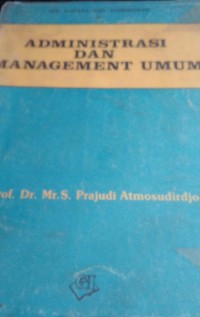 ADMINISTRASI
DAN
MANAGEMENT UMUM
Prof. Dr. Mr. S. Prajudi Atmosudirdjo